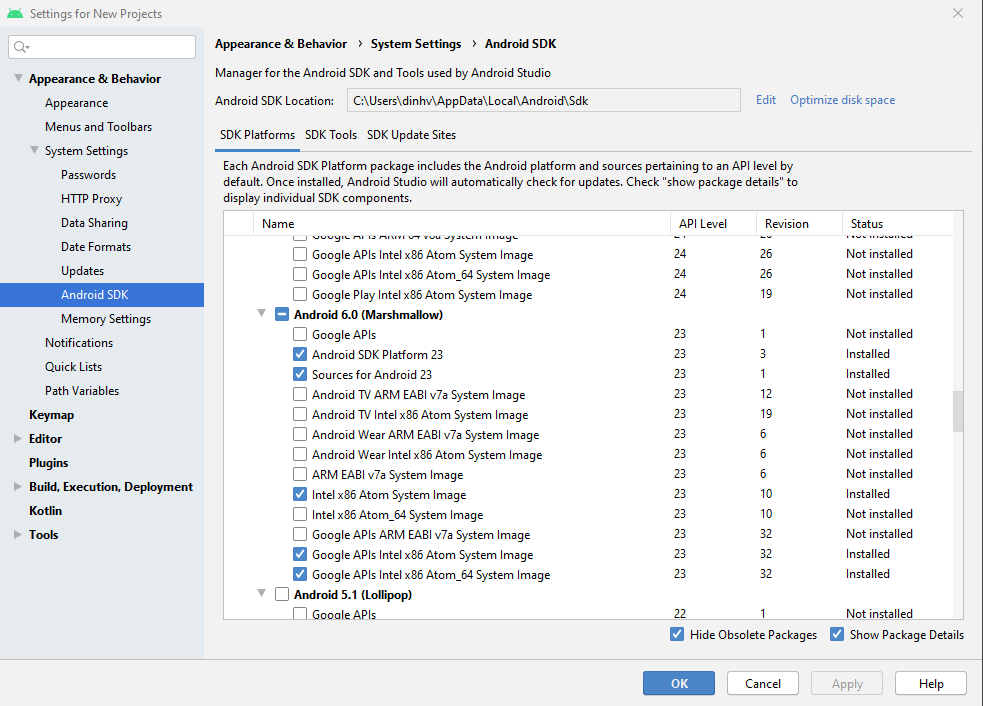 Settings for New Projects
Appearance & Behavior
Appearance
Menus and Toolbars
System Settings
Passwords
HTTP Proxy
Data Sharing
Date Formats
Updates
Android SDK
Memory Settings
Notifications
Quick Lists
Path Variables
Keymap
Editor
Plugins
Build, Execution, Deployment
Kotlin
Tools
Appearance & Behavior › System Settings › Android SDK
Manager for the Android SDK and Tools used by Android Studio
Android SDK Location: C:\Users\dinhv\AppData\Local\Android\Sdk Edit Optimize disk space
SDK Platforms SDK Tools SDK Update Sites
Each Android SDK Platform package includes the Android platform and sources pertaining to an API level by
default. Once installed, Android Studio will automatically check for updates. Check "show package details" to
display individual SDK components.
Name API Level Revision Status
Google APIs ARM 64 v8a System Image Not installed
Google APIs Intel x86 Atom System Image 24 26 Not installed
Google APIs Intel x86 Atom_64 System Image 24 26 Not installed
Google Play Intel x86 Atom System Image 24 19 Not installed
Android 6.0 (Marshmallow)
Google APIs 23 1 Not installed
Android SDK Platform 23 23 3 Installed
Sources for Android 23 23 1 Installed
Android TV ARM EABI v7a System Image 23 12 Not installed
Android TV Intel x86 Atom System Image 23 19 Not installed
Android Wear ARM EABI v7a System Image 23 6 Not installed
Android Wear Intel x86 Atom System Image 23 6 Not installed
ARM EABI v7a System Image 23 6 Not installed
Intel x86 Atom System Image 23 10 Installed
Intel x86 Atom_64 System Image 23 10 Not installed
Google APIs ARM EABI v7a System Image 23 32 Not installed
Google APIs Intel x86 Atom System Image 23 32 Installed
Google APIs Intel x86 Atom_64 System Image 23 32 Installed
Android 5.1 (Lollipop)
Google APIs 22 1 Not installed
Hide Obsolete Packages Show Package Details
OK Cancel Apply Help